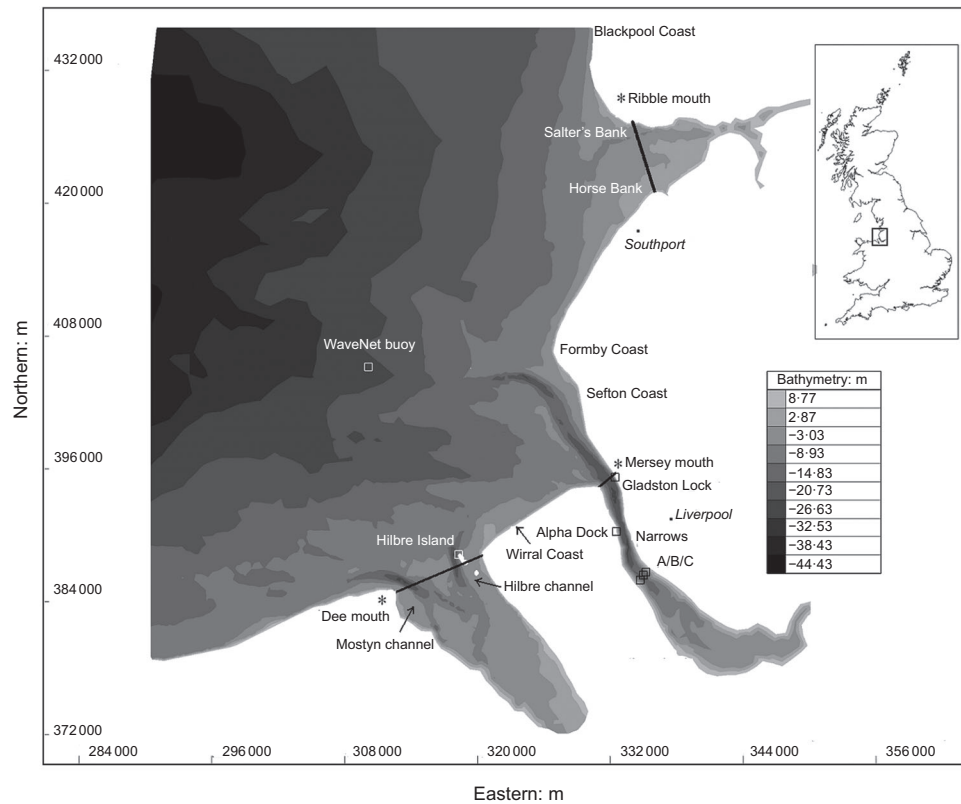 Blackpool Coast
432 000
✻ Ribble mouth
Salter's Bank
420 000
Horse Bank
Southport
408 000
WaveNet buoy
Formby Coast
Sefton Coast
Northern: m
Bathymetry: m
8·77
2·87
−3·03
−8·93
−14·83
−20·73
−26·63
−32·53
−38·43
−44·43
396 000
✻ Mersey mouth
Gladston Lock
Liverpool
Alpha Dock
Narrows
Hilbre Island
Wirral Coast
A/B/C
Hilbre channel
384 000
✻
Dee mouth
Mostyn channel
372 000
284 000 296 000 308 000 320 000 332 000 344 000 356 000
Eastern: m